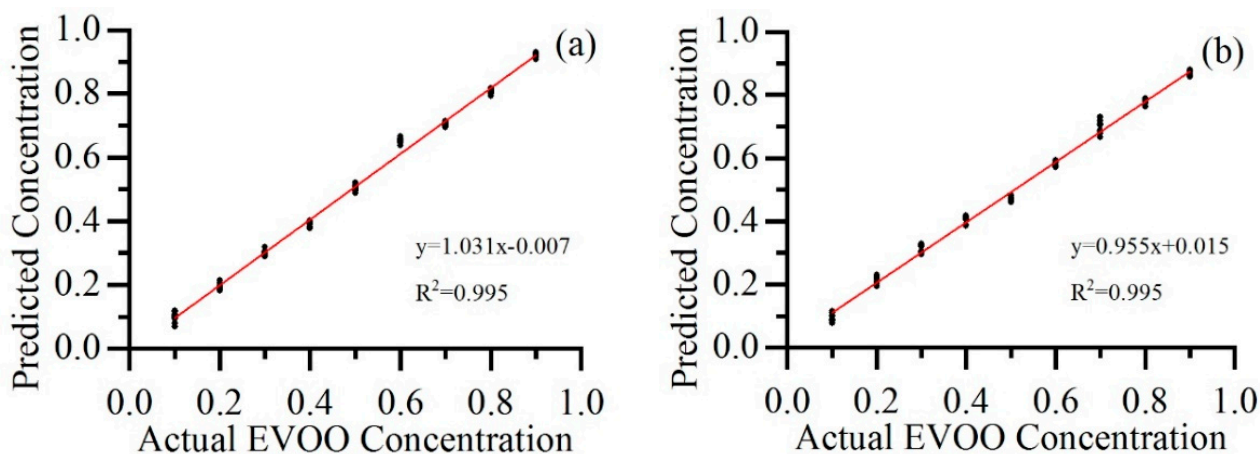 Predicted Concentration
1.0
0.8
0.6
0.4
0.2
0.0
(a)
y=1.031x-0.007
R²=0.995
0.0 0.2 0.4 0.6 0.8 1.0
Actual EVOO Concentration
Predicted Concentration
1.0
0.8
0.6
0.4
0.2
0.0
(b)
y=0.955x+0.015
R²=0.995
0.0 0.2 0.4 0.6 0.8 1.0
Actual EVOO Concentration